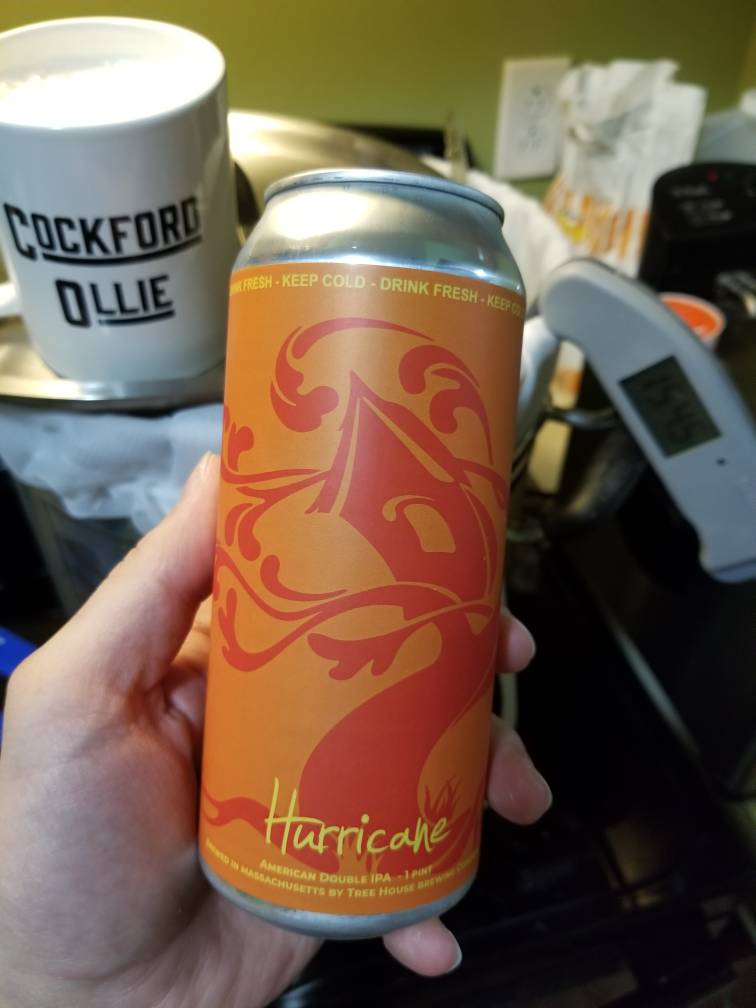 COCKFORD
OLLIE
FRESH - KEEP COLD - DRINK FRESH - KEEP
Hurricane
AMERICAN DOUBLE IPA - 1 PINT
BREWED IN MASSACHUSETTS BY TREE HOUSE BREWING